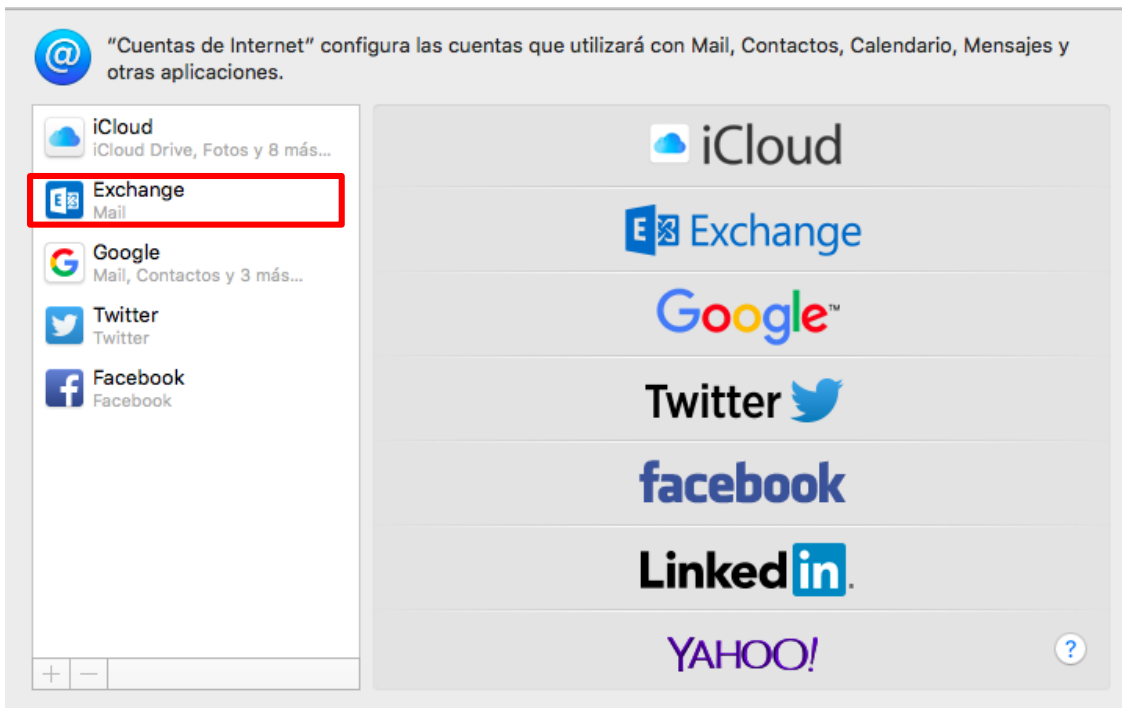 “Cuentas de Internet” configura las cuentas que utilizará con Mail, Contactos, Calendario, Mensajes y
otras aplicaciones.
iCloud
iCloud Drive, Fotos y 8 más...
Exchange
Mail
Google
Mail, Contactos y 3 más...
Twitter
Twitter
Facebook
Facebook
iCloud
E Exchange
Google™
Twitter
facebook
Linked in.
YAHOO!
?